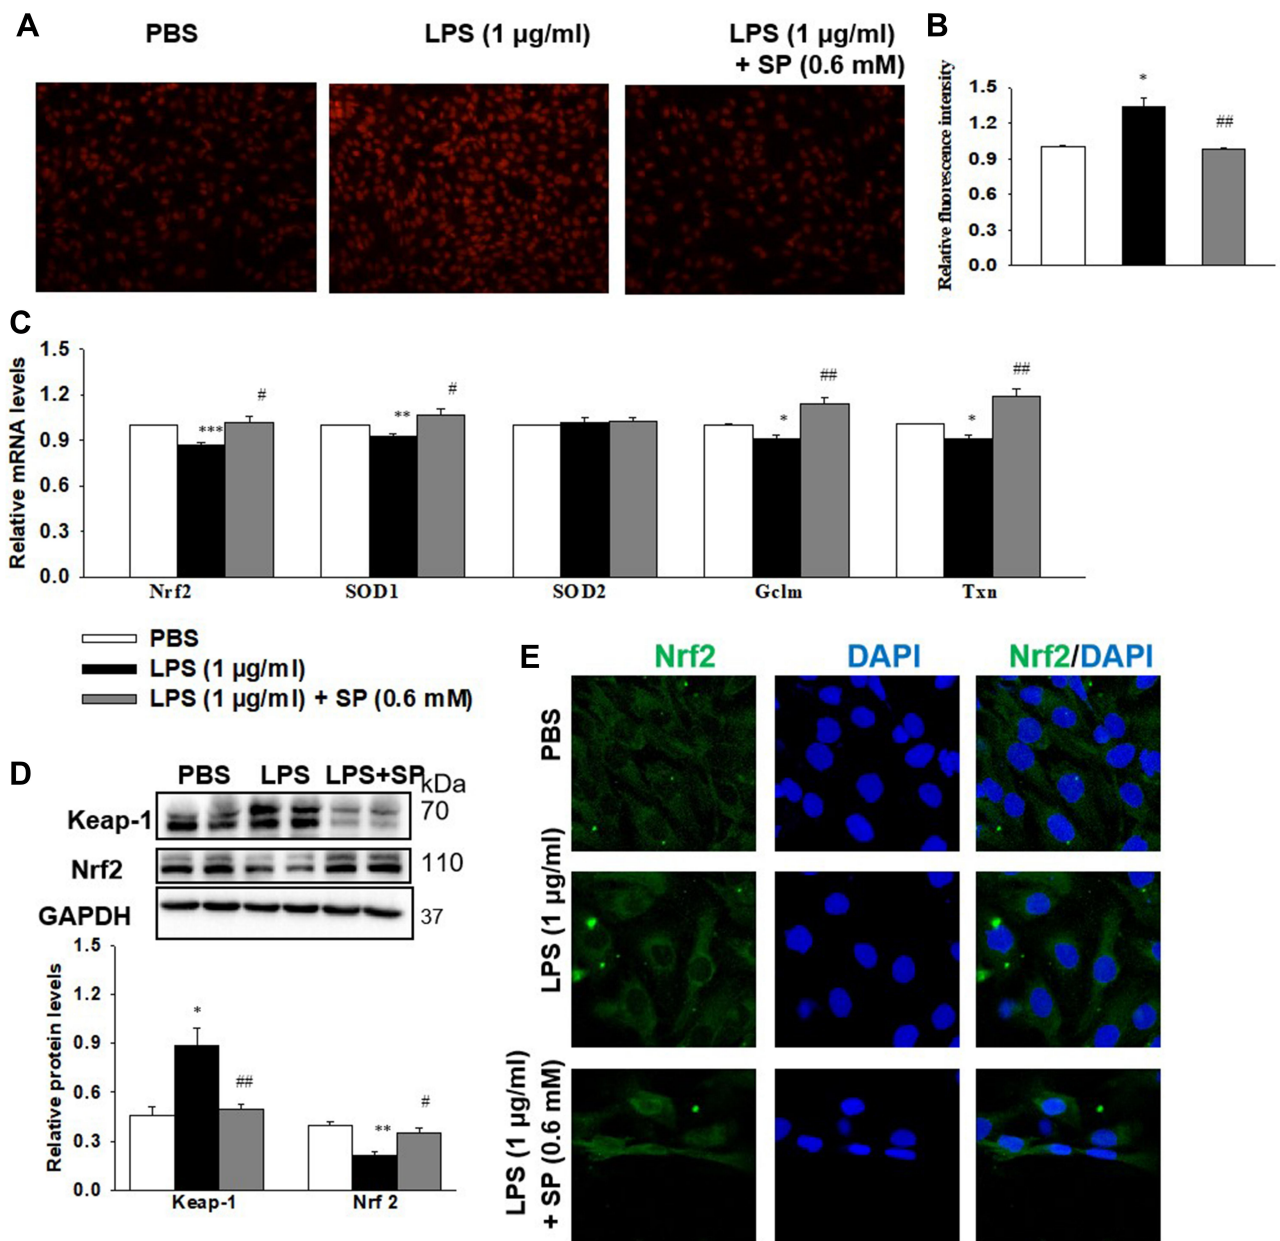 A
PBS
LPS (1 µg/ml)
LPS (1 µg/ml)
+ SP (0.6 mM)
B
Relative fluorescence intensity
1.5
1.2
0.9
0.6
0.3
0.0
*
##
C
Relative mRNA levels
1.5
1.2
0.9
0.6
0.3
0.0
***
#
**
#
*
##
*
##
Nrf2
SOD1
SOD2
Gclm
Txn
PBS
LPS (1 µg/ml)
LPS (1 µg/ml) + SP (0.6 mM)
D
PBS
LPS
LPS+SP
kDa
Keap-1
70
Nrf2
110
GAPDH
37
Relative protein levels
1.5
1.2
0.9
0.6
0.3
0.0
*
##
**
#
Keap-1
Nrf 2
E
Nrf2
DAPI
Nrf2/DAPI
PBS
LPS (1 µg/ml)
LPS (1 µg/ml)
+ SP (0.6 mM)